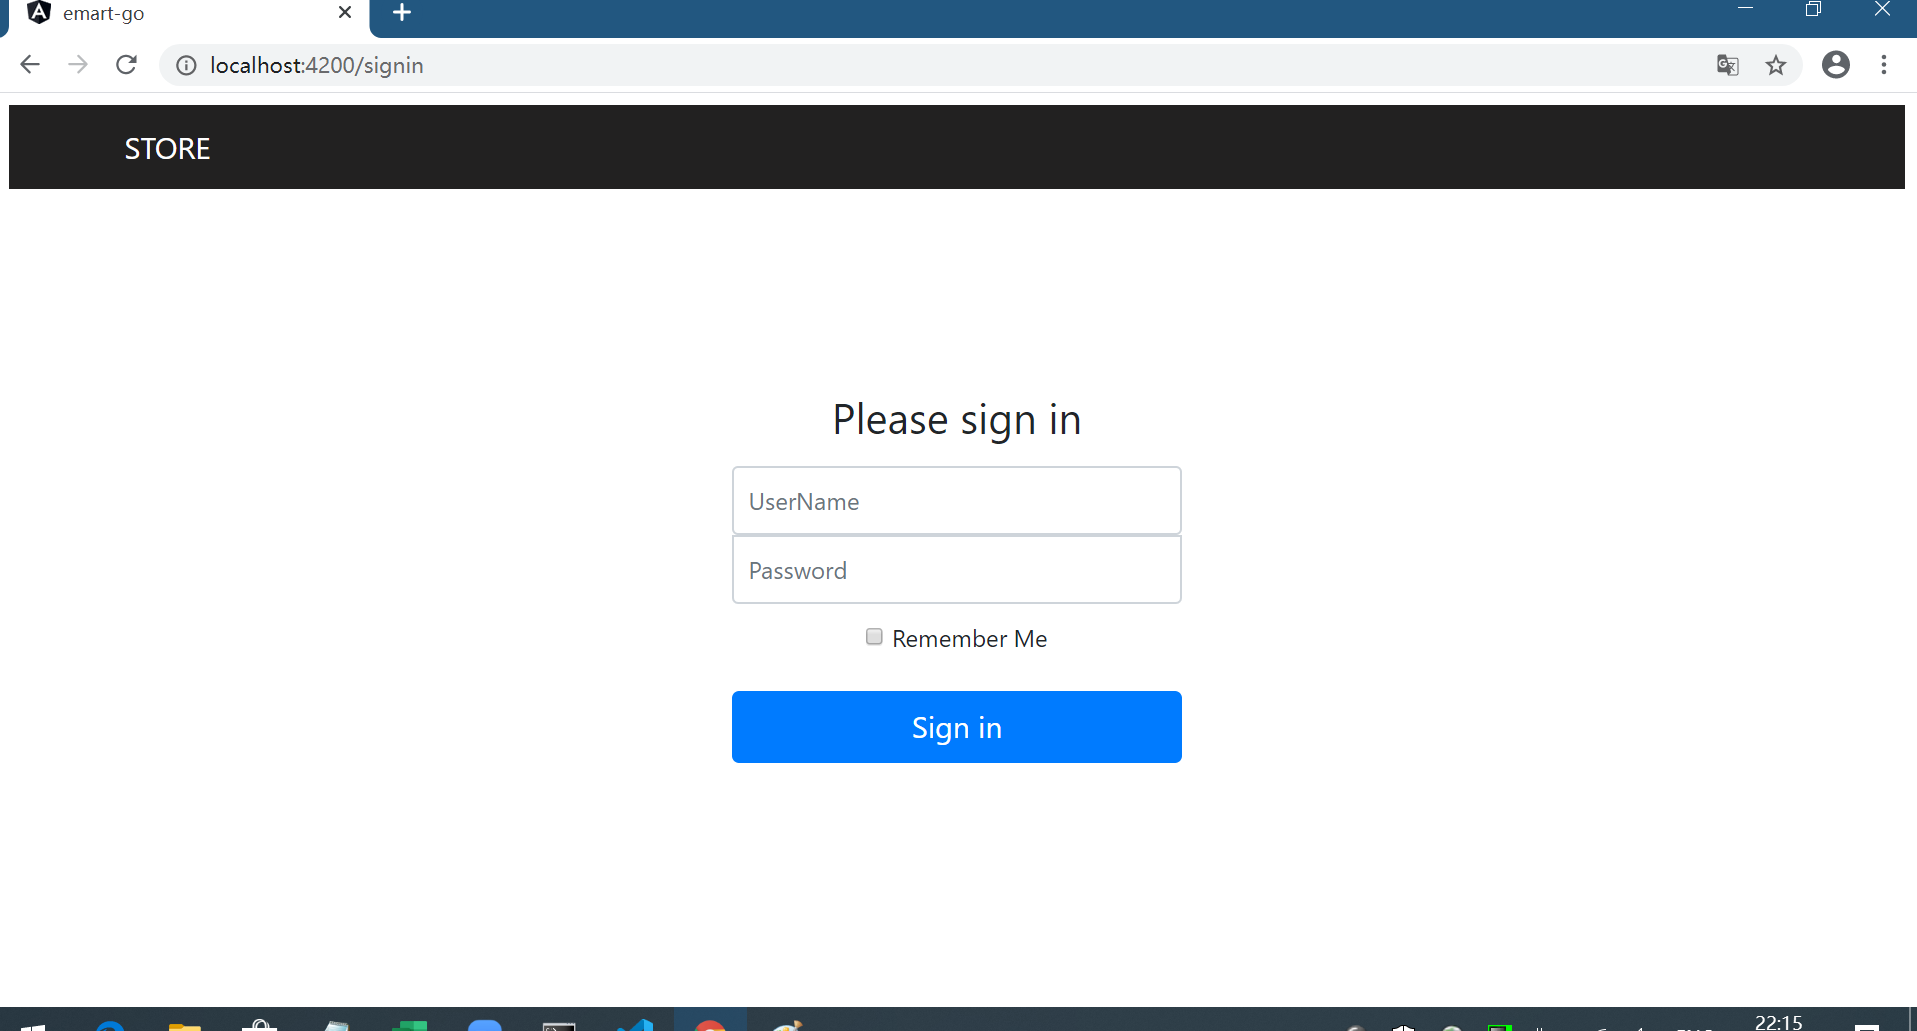 emart-go
localhost:4200/signin
STORE
Please sign in
UserName
Password
Remember Me
Sign in
22:15